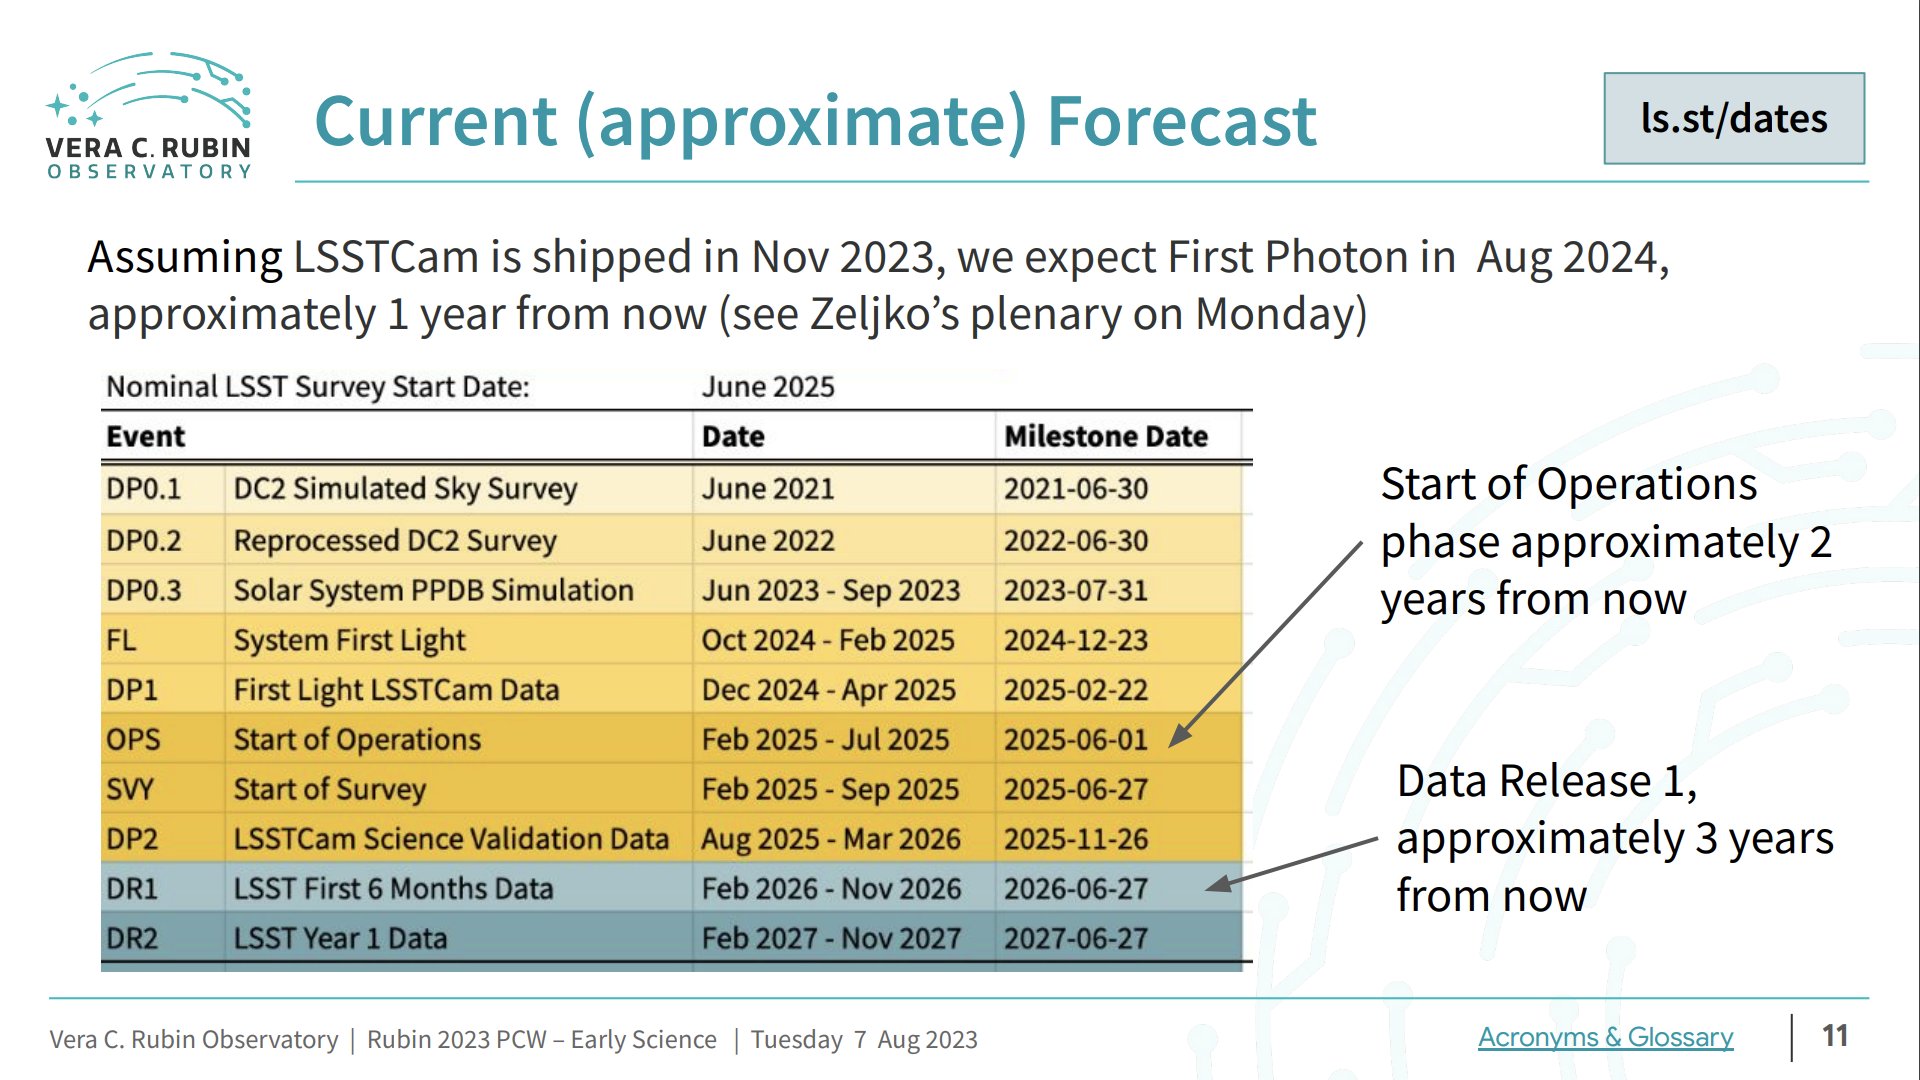 VERA C. RUBIN
OBSERVATORY
Current (approximate) Forecast
ls.st/dates
Assuming LSSTCam is shipped in Nov 2023, we expect First Photon in  Aug 2024,
approximately 1 year from now (see Zeljko’s plenary on Monday)
Nominal LSST Survey Start Date: June 2025
Event Date Milestone Date
DP0.1 DC2 Simulated Sky Survey June 2021 2021-06-30
DP0.2 Reprocessed DC2 Survey June 2022 2022-06-30
DP0.3 Solar System PPDB Simulation Jun 2023 - Sep 2023 2023-07-31
FL System First Light Oct 2024 - Feb 2025 2024-12-23
DP1 First Light LSSTCam Data Dec 2024 - Apr 2025 2025-02-22
OPS Start of Operations Feb 2025 - Jul 2025 2025-06-01
SVY Start of Survey Feb 2025 - Sep 2025 2025-06-27
DP2 LSSTCam Science Validation Data Aug 2025 - Mar 2026 2025-11-26
DR1 LSST First 6 Months Data Feb 2026 - Nov 2026 2026-06-27
DR2 LSST Year 1 Data Feb 2027 - Nov 2027 2027-06-27
Start of Operations
phase approximately 2
years from now
Data Release 1,
approximately 3 years
from now
Vera C. Rubin Observatory | Rubin 2023 PCW – Early Science | Tuesday 7 Aug 2023
Acronyms & Glossary | 11